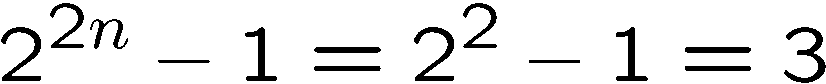 2^{2n} − 1 = 2^2 − 1 = 3